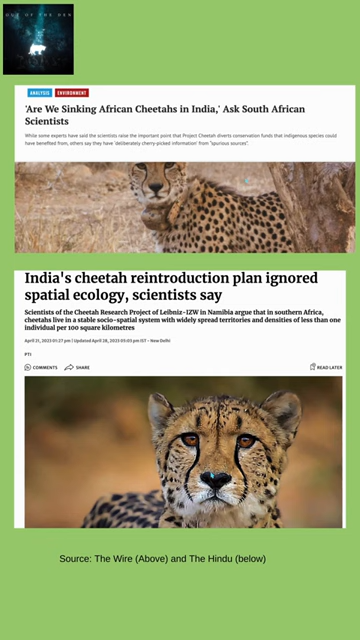 OUT OF THE DEN
ANALYSIS ENVIRONMENT
'Are We Sinking African Cheetahs in India,' Ask South African
Scientists
While some experts have said the scientists raise the important point that Project Cheetah diverts conservation funds that indigenous species could
have benefited from, others say they have 'deliberately cherry-picked information' from "spurious sources".
India's cheetah reintroduction plan ignored
spatial ecology, scientists say
Scientists of the Cheetah Research Project of Leibniz-IZW in Namibia argue that in southern Africa,
cheetahs live in a stable socio-spatial system with widely spread territories and densities of less than one
individual per 100 square kilometres
April 21, 2023 01:27 pm | Updated April 28, 2023 05:03 pm IST - New Delhi
PTI
COMMENTS SHARE READ LATER
Source: The Wire (Above) and The Hindu (below)